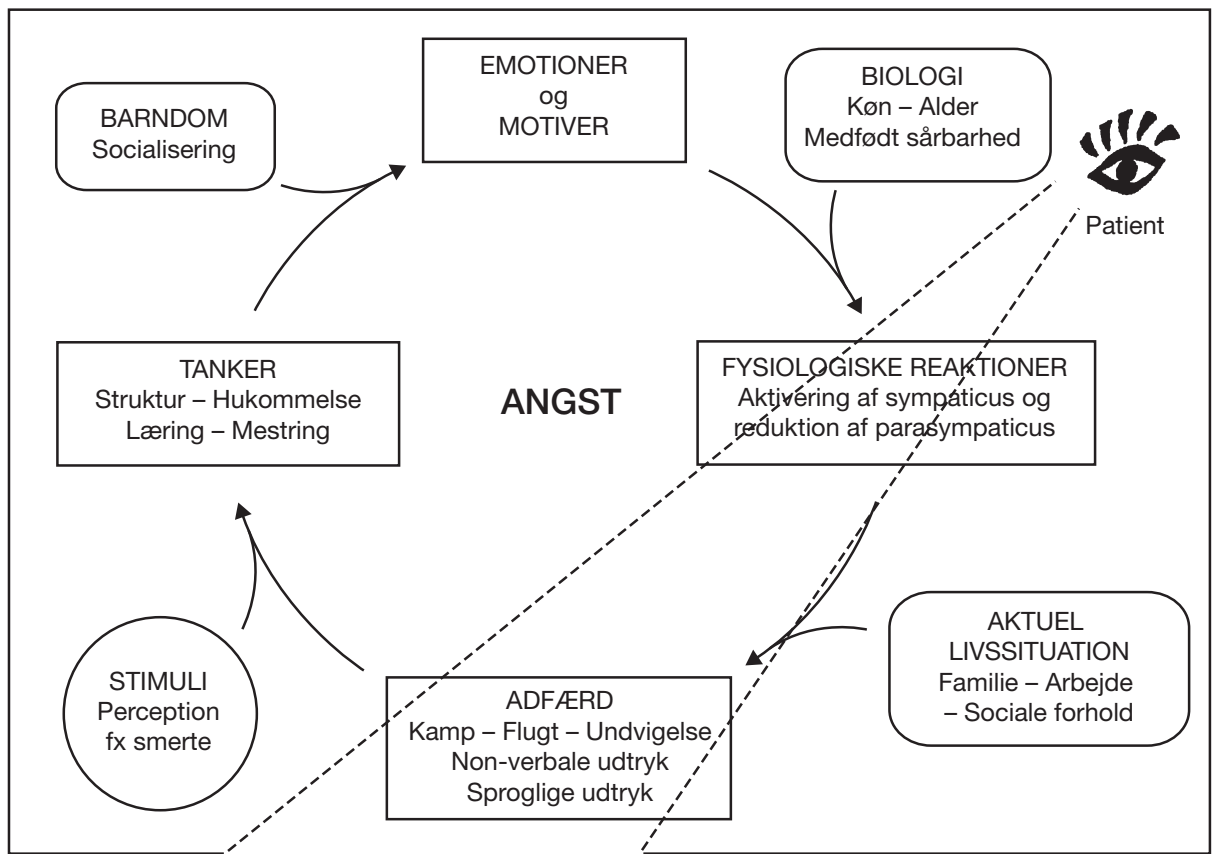 EMOTIONER
og
MOTIVER
BIOLOGI
Køn – Alder
Medfødt sårbarhed
BARNDOM
Socialisering
Patient
TANKER
Struktur – Hukommelse
Læring – Mestring
ANGST
FYSIOLOGISKE REAKTIONER
Aktivering af sympaticus og
reduktion af parasympaticus
STIMULI
Perception
fx smerte
ADFÆRD
Kamp – Flugt – Undvigelse
Non-verbale udtryk
Sproglige udtryk
AKTUEL
LIVSSITUATION
Familie – Arbejde
– Sociale forhold